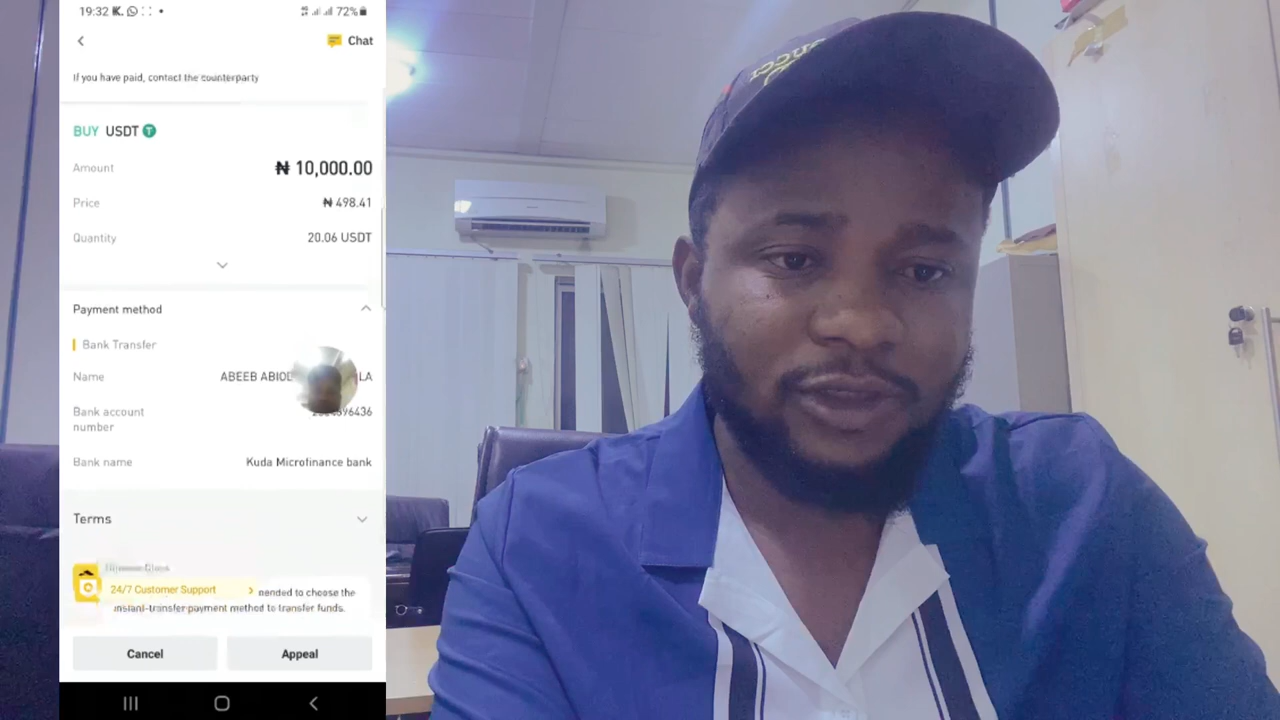 19:32 K. 72%
Chat
If you have paid, contact the counterparty
BUY USDT T
Amount ₦ 10,000.00
Price ₦ 498.41
Quantity 20.06 USDT
Payment method
Bank Transfer
Name ABEEB LA
Bank account 96436
number
Bank name Kuda Microfinance bank
Terms
24/7 Customer Support > nended to choose the
instant-transfer payment method to transfer funds.
Cancel Appeal